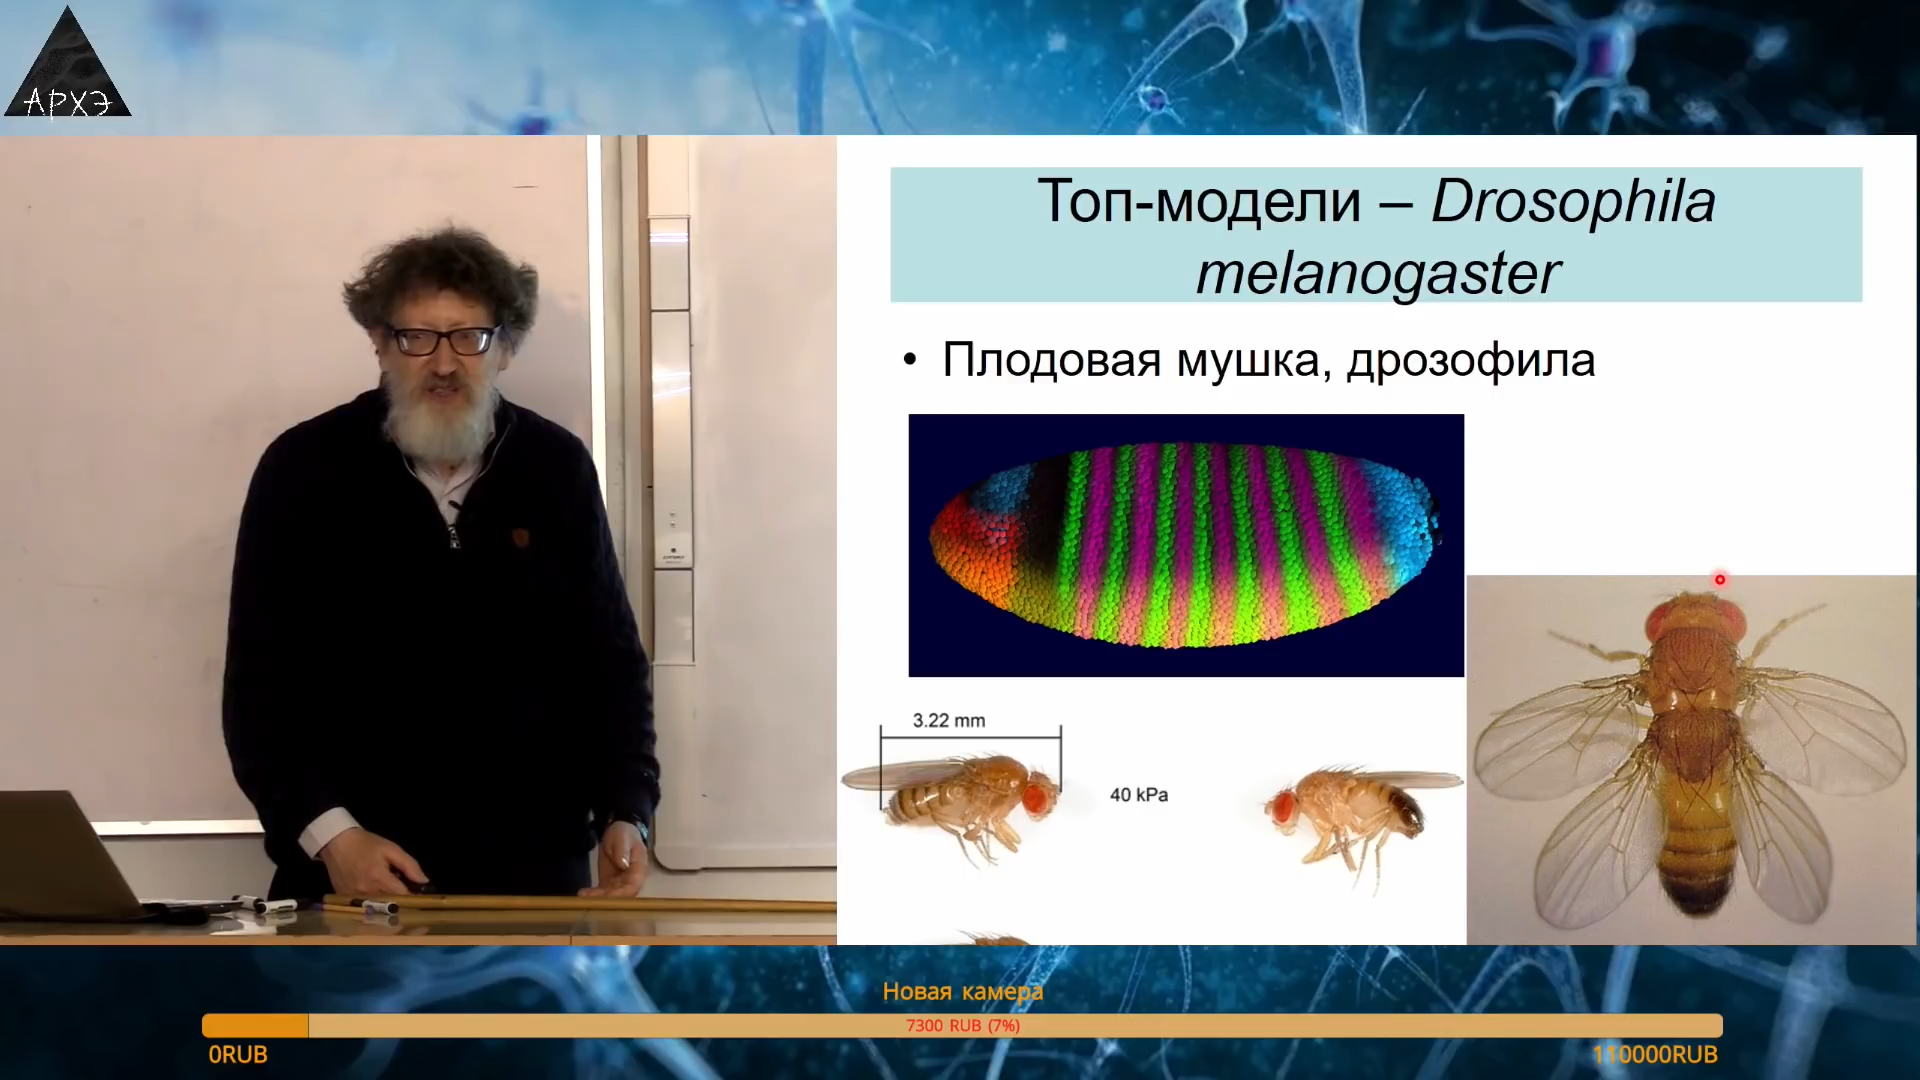 АРХЭ
Топ-модели – Drosophila
melanogaster
• Плодовая мушка, дрозофила
3.22 mm
40 kPa
Новая камера
7300 RUB (7%)
0RUB
110000RUB